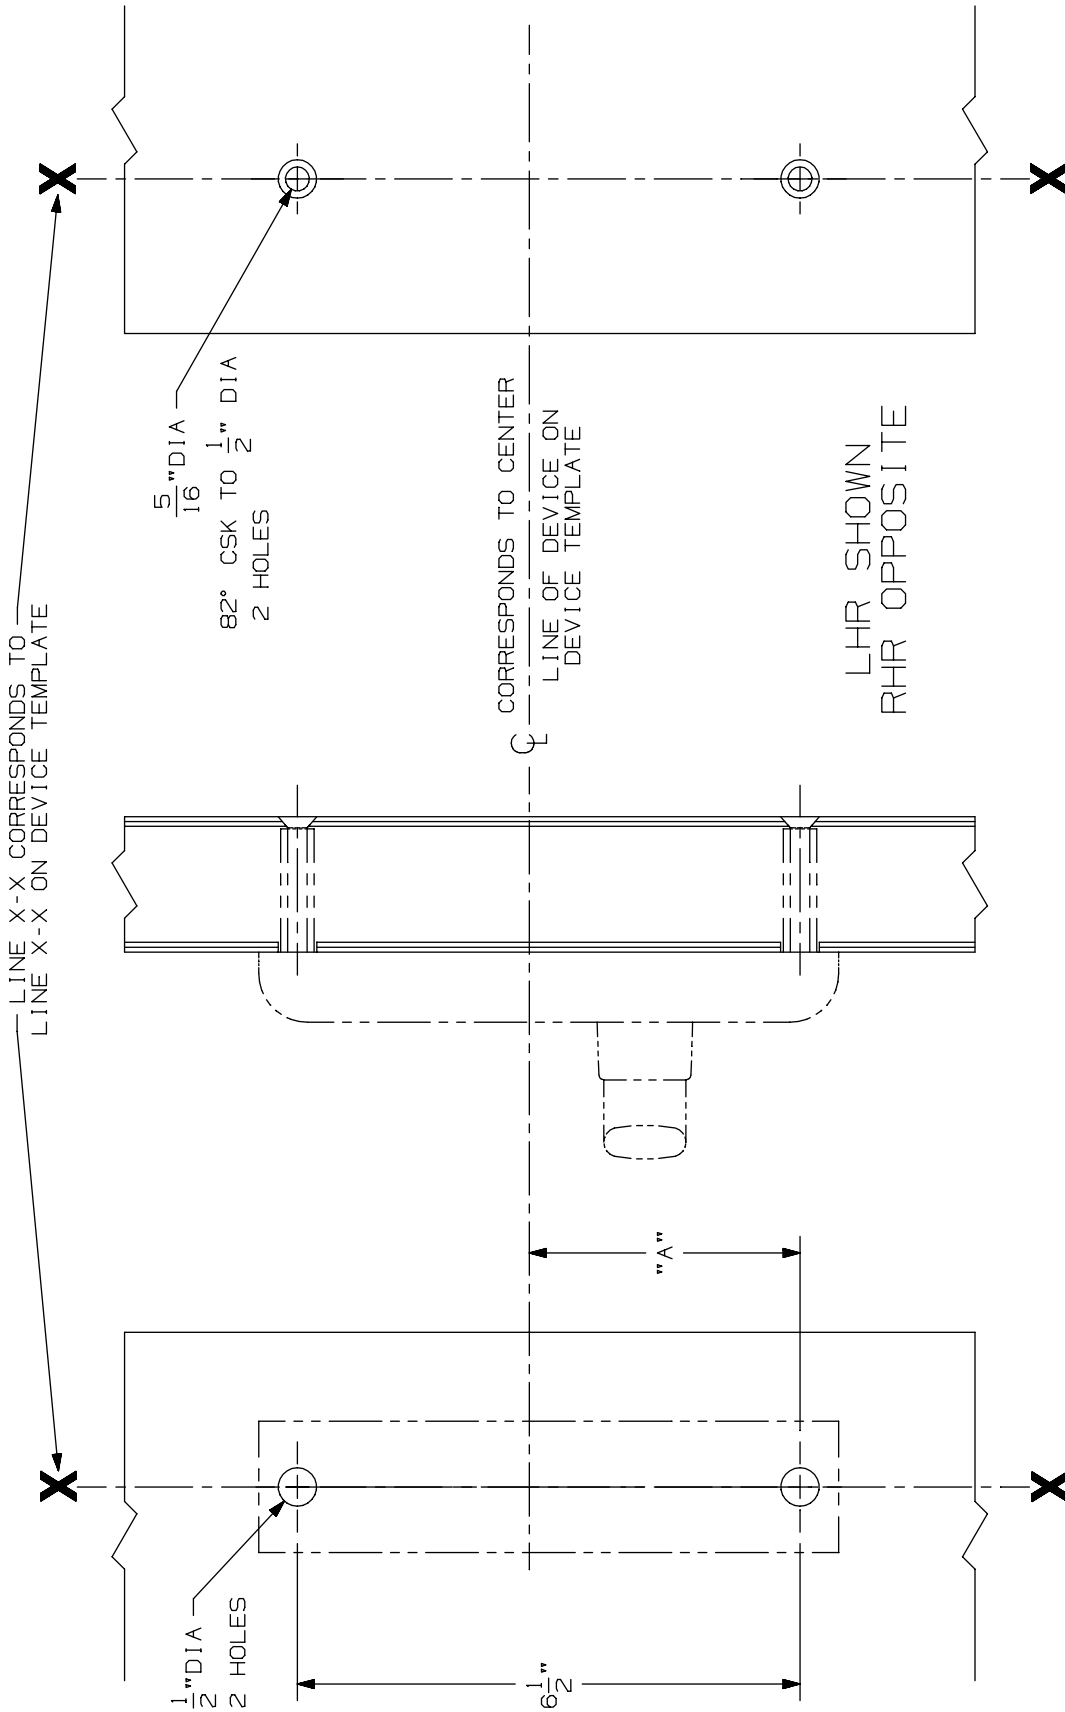 LINE X-X CORRESPONDS TO
LINE X-X ON DEVICE TEMPLATE
X
X
X
X
1/2"DIA
2 HOLES
6 1/2"
"A"
5/16"DIA
82° CSK TO 1/2" DIA
2 HOLES
℄ CORRESPONDS TO CENTER
LINE OF DEVICE ON
DEVICE TEMPLATE
LHR SHOWN
RHR OPPOSITE